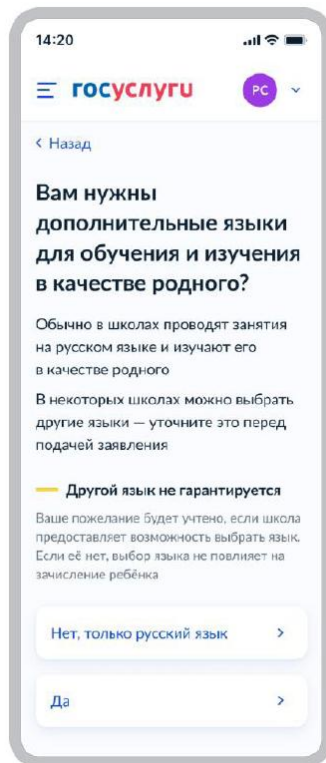 14:20
госуслуги
РС
Назад
Вам нужны
дополнительные языки
для обучения и изучения
в качестве родного?
Обычно в школах проводят занятия
на русском языке и изучают его
в качестве родного
В некоторых школах можно выбрать
другие языки — уточните это перед
подачей заявления
Другой язык не гарантируется
Ваше пожелание будет учтено, если школа
предоставляет возможность выбрать язык.
Если её нет, выбор языка не повлияет на
зачисление ребёнка
Нет, только русский язык
Да